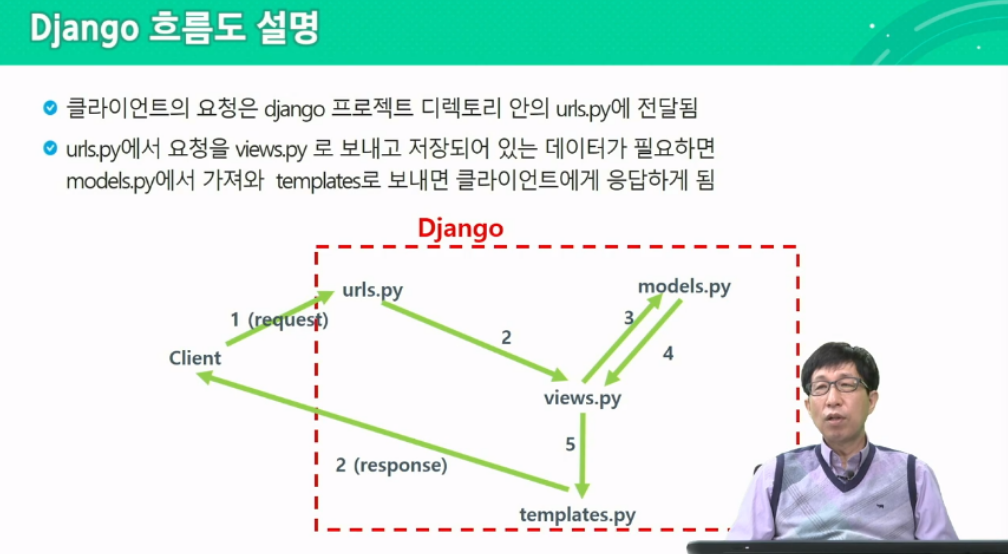 Django 흐름도 설명
클라이언트의 요청은 django 프로젝트 디렉토리 안의 urls.py에 전달됨
urls.py에서 요청을 views.py 로 보내고 저장되어 있는 데이터가 필요하면
models.py에서 가져와 templates로 보내면 클라이언트에게 응답하게 됨
Django
urls.py
models.py
1 (request)
3
2
4
Client
views.py
5
2 (response)
templates.py